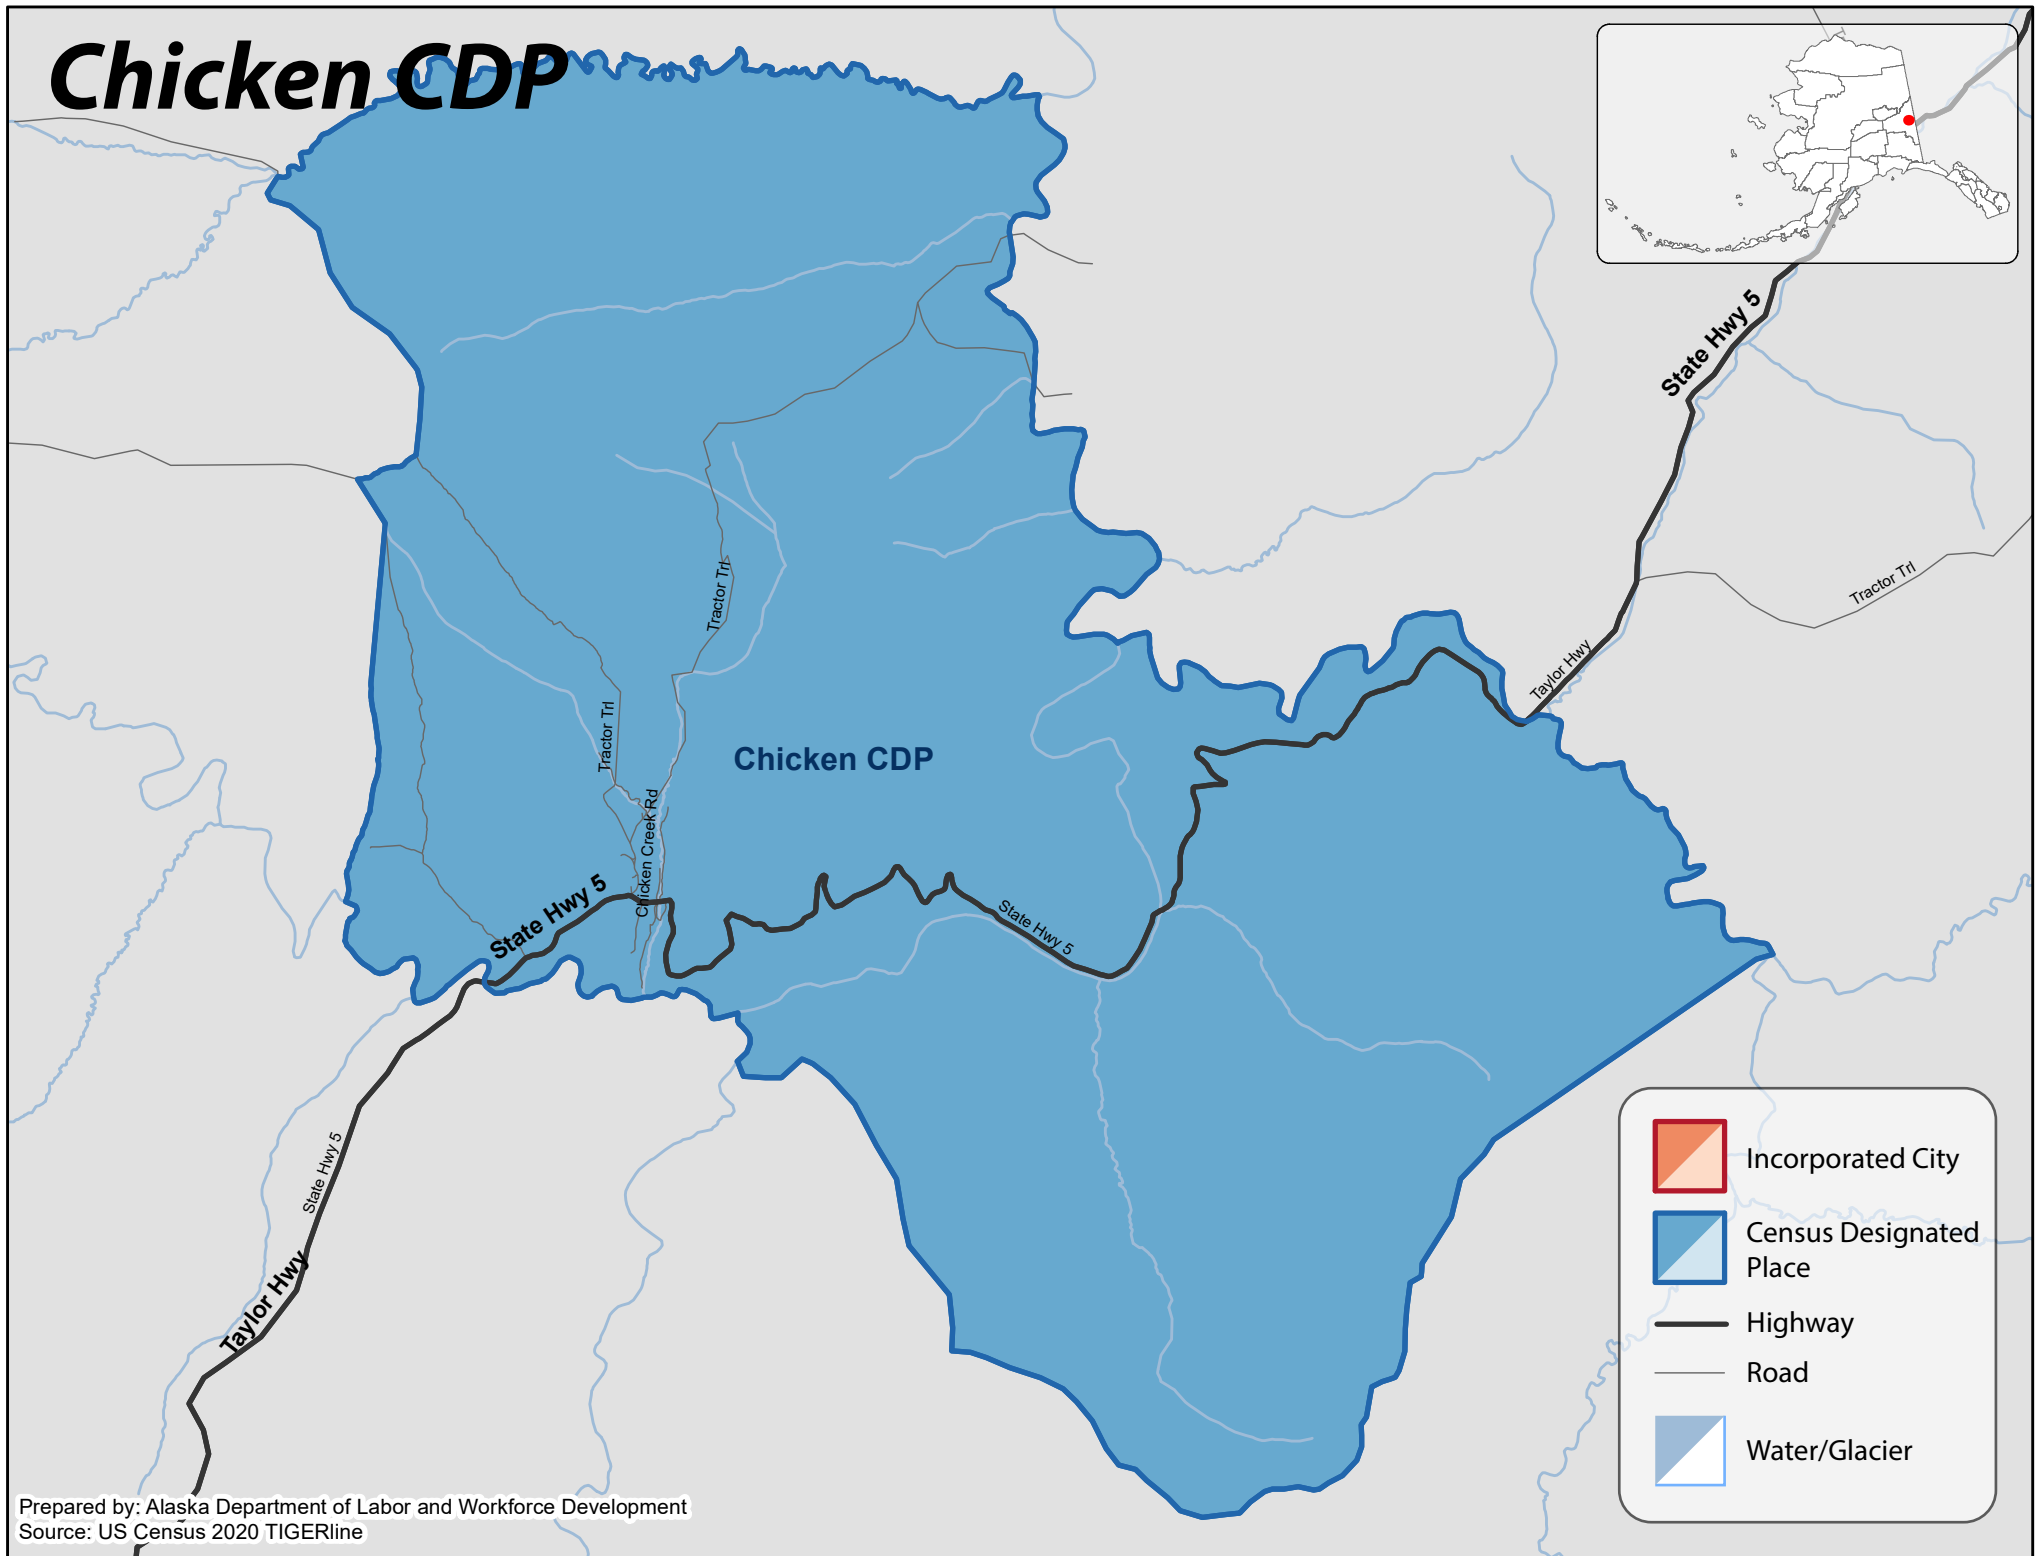 Chicken CDP
State Hwy 5
Tractor Trl
Tractor Trl
Taylor Hwy
Tractor Trl
Chicken CDP
Chicken Creek Rd
State Hwy 5
State Hwy 5
State Hwy 5
Taylor Hwy
Incorporated City
Census Designated
Place
Highway
Road
Water/Glacier
Prepared by: Alaska Department of Labor and Workforce Development
Source: US Census 2020 TIGERline